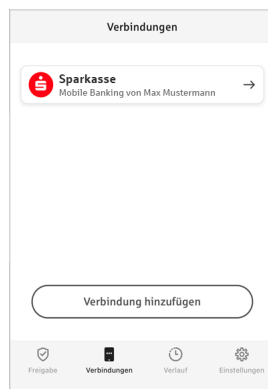 Verbindungen
Sparkasse
Mobile Banking von Max Mustermann
Verbindung hinzufügen
Freigabe Verbindungen Verlauf Einstellungen